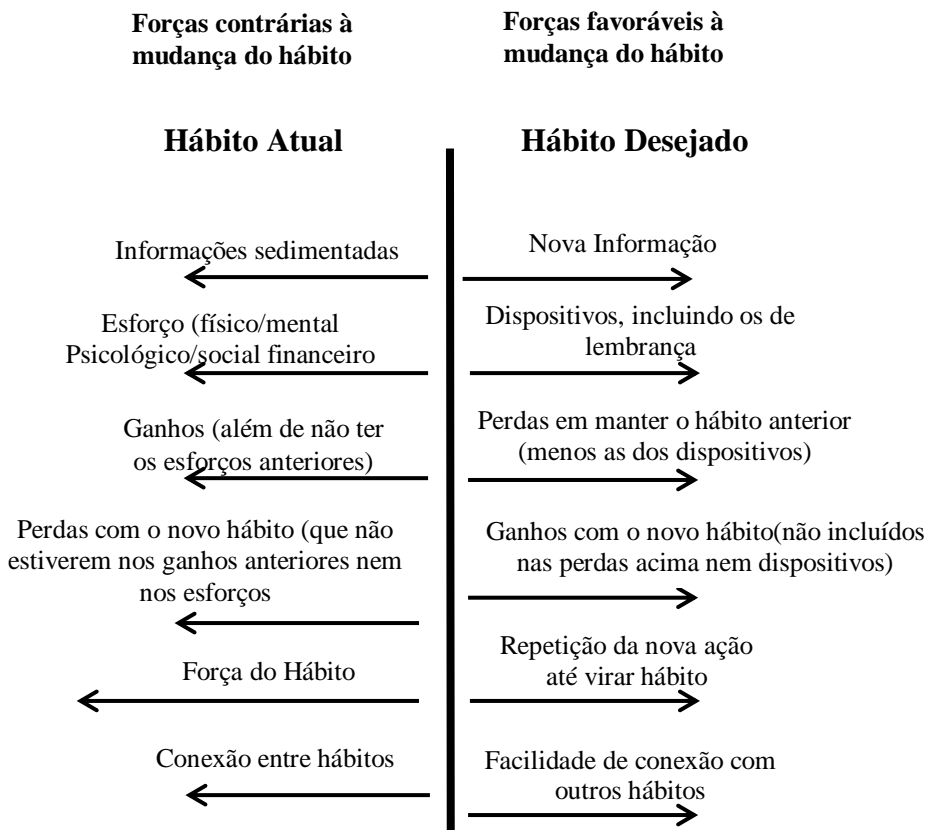 Forças contrárias à
mudança do hábito
Forças favoráveis à
mudança do hábito
Hábito Atual
Hábito Desejado
Informações sedimentadas
Nova Informação
Esforço (físico/mental
Psicológico/social financeiro
Dispositivos, incluindo os de
lembrança
Ganhos (além de não ter
os esforços anteriores)
Perdas em manter o hábito anterior
(menos as dos dispositivos)
Perdas com o novo hábito (que não
estiverem nos ganhos anteriores nem
nos esforços
Ganhos com o novo hábito(não incluídos
nas perdas acima nem dispositivos)
Força do Hábito
Repetição da nova ação
até virar hábito
Conexão entre hábitos
Facilidade de conexão com
outros hábitos